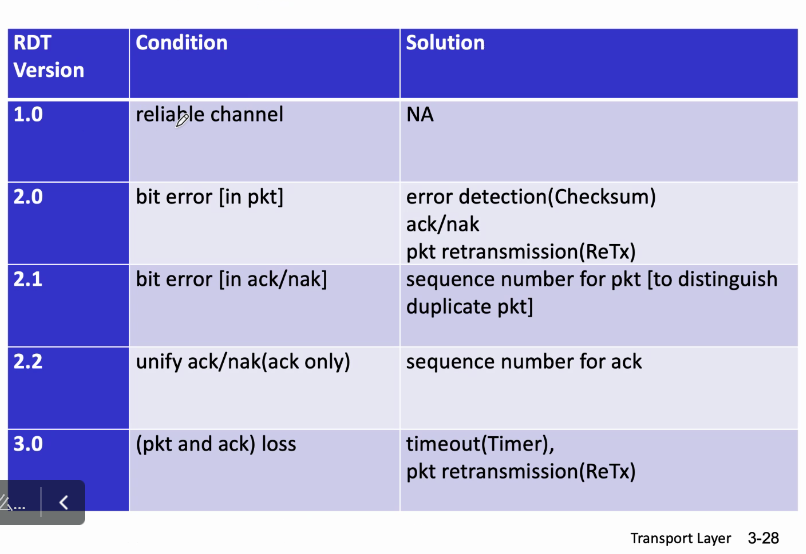 RDT Version
Condition
Solution
1.0
reliable channel
NA
2.0
bit error [in pkt]
error detection(Checksum)
ack/nak
pkt retransmission(ReTx)
2.1
bit error [in ack/nak]
sequence number for pkt [to distinguish
duplicate pkt]
2.2
unify ack/nak(ack only)
sequence number for ack
3.0
(pkt and ack) loss
timeout(Timer),
pkt retransmission(ReTx)
Transport Layer 3-28